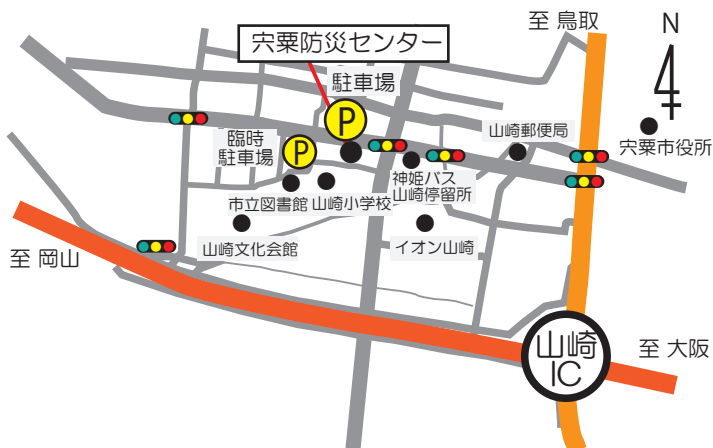 至 鳥取
N
宍粟防災センター
駐車場
P
臨時
駐車場
P
山崎郵便局
宍粟市役所
神姫バス
山崎停留所
市立図書館
山崎小学校
山崎文化会館
イオン山崎
至 岡山
山崎
IC
至 大阪